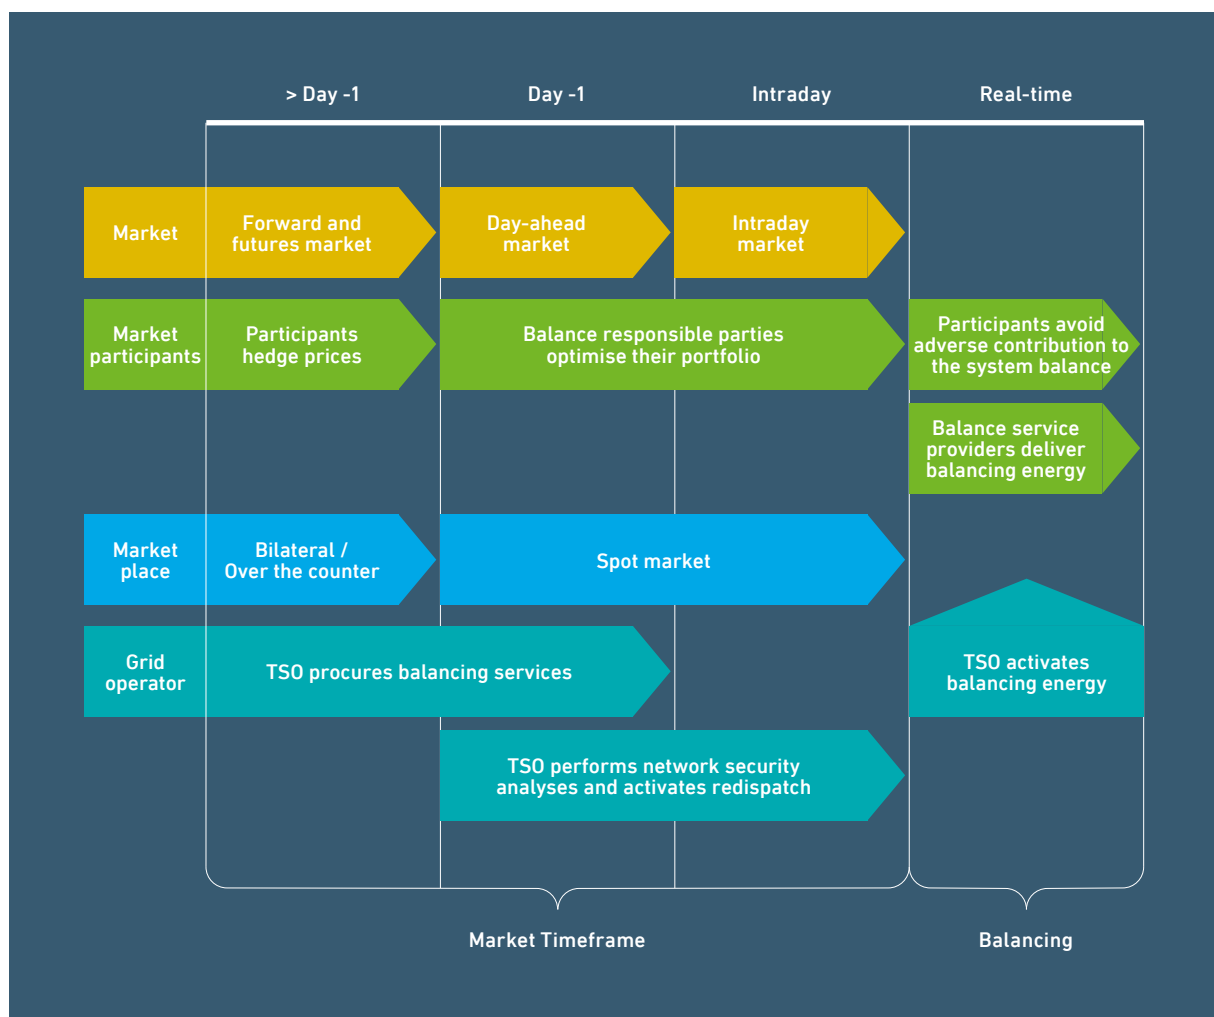 > Day -1
Day -1
Intraday
Real-time
Market
Forward and
futures market
Day-ahead
market
Intraday
market
Market
participants
Participants
hedge prices
Balance responsible parties
optimise their portfolio
Participants avoid
adverse contribution to
the system balance
Balance service
providers deliver
balancing energy
Market
place
Bilateral /
Over the counter
Spot market
Grid
operator
TSO procures balancing services
TSO activates
balancing energy
TSO performs network security
analyses and activates redispatch
Market Timeframe
Balancing